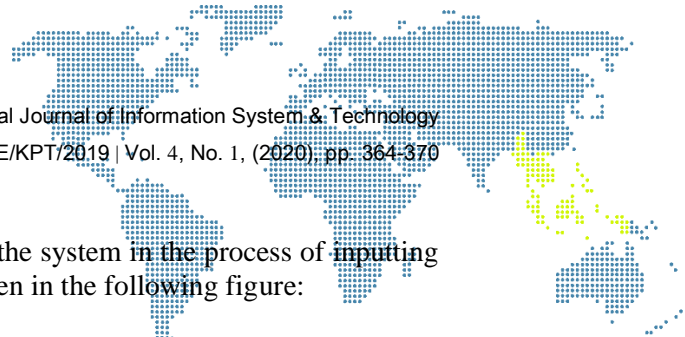 al Journal of Information System & Technology
E/KPT/2019 | Vol. 4, No. 1, (2020), pp. 364-370
the system in the process of inputting
en in the following figure: